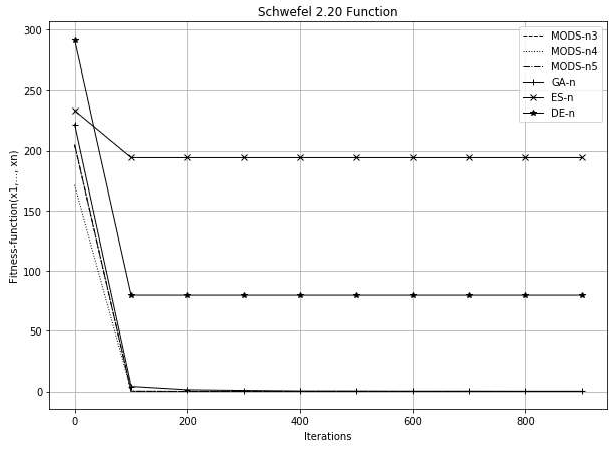 Schwefel 2.20 Function
300
250
200
150
100
50
0
Fitness-function(x1,..., xn)
MODS-n3
MODS-n4
MODS-n5
GA-n
ES-n
DE-n
0 200 400 600 800
Iterations